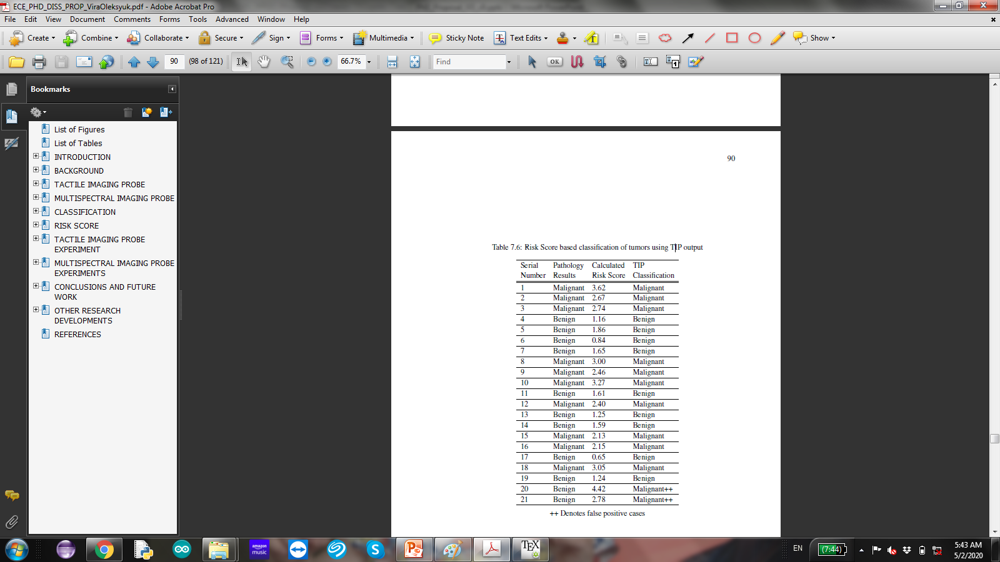 ECE_PHD_DISS_PROP_ViraOleksyuk.pdf - Adobe Acrobat Pro
File Edit View Document Comments Forms Tools Advanced Window Help
Create Combine Collaborate Secure Sign Forms Multimedia Sticky Note Text Edits Show
90 (98 of 121) 66.7% Find OK
Bookmarks
List of Figures
List of Tables
INTRODUCTION
BACKGROUND
TACTILE IMAGING PROBE
MULTISPECTRAL IMAGING PROBE
CLASSIFICATION
RISK SCORE
TACTILE IMAGING PROBE
EXPERIMENT
MULTISPECTRAL IMAGING PROBE
EXPERIMENTS
CONCLUSIONS AND FUTURE
WORK
OTHER RESEARCH
DEVELOPMENTS
REFERENCES
90
Table 7.6: Risk Score based classification of tumors using TIP output
Serial Pathology Calculated TIP
Number Results Risk Score Classification
1 Malignant 3.62 Malignant
2 Malignant 2.67 Malignant
3 Malignant 2.74 Malignant
4 Benign 1.16 Benign
5 Benign 1.86 Benign
6 Benign 0.84 Benign
7 Benign 1.65 Benign
8 Malignant 3.00 Malignant
9 Malignant 2.46 Malignant
10 Malignant 3.27 Malignant
11 Benign 1.61 Benign
12 Malignant 2.40 Malignant
13 Benign 1.25 Benign
14 Benign 1.59 Benign
15 Malignant 2.13 Malignant
16 Malignant 2.15 Malignant
17 Benign 0.65 Benign
18 Malignant 3.05 Malignant
19 Benign 1.24 Benign
20 Benign 4.42 Malignant++
21 Benign 2.78 Malignant++
++ Denotes false positive cases
amazon
music
TEX
EN
(7:44)
5:43 AM
5/2/2020